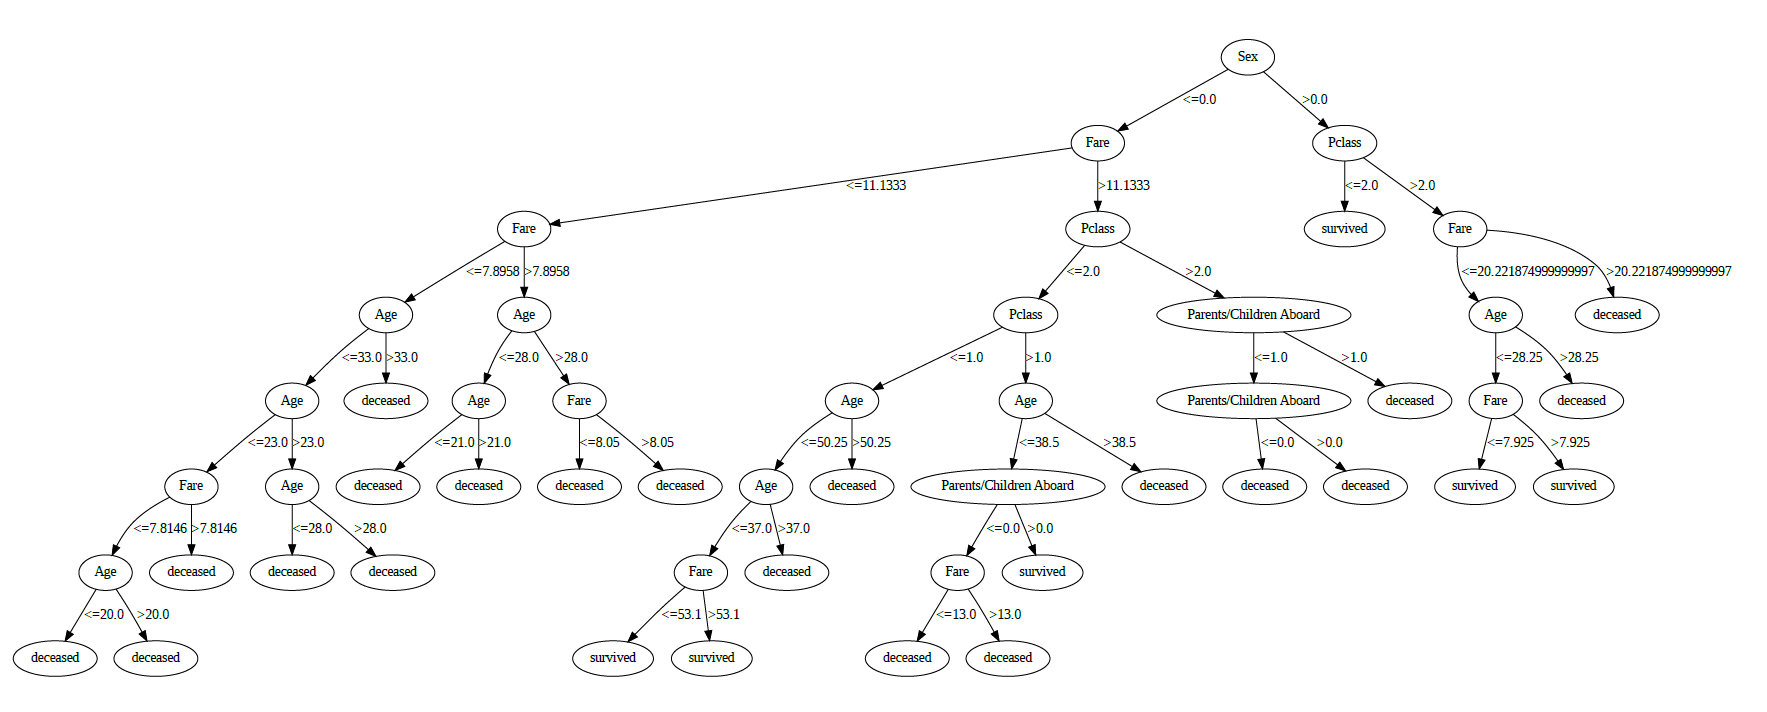 Sex
<=0.0
>0.0
Fare
Pclass
<=11.1333
>11.1333
<=2.0
>2.0
Fare
Pclass
survived
Fare
<=7.8958
>7.8958
<=2.0
>2.0
<=20.221874999999997
>20.221874999999997
Age
Age
Pclass
Parents/Children Aboard
Age
deceased
<=33.0
>33.0
<=28.0
>28.0
<=1.0
>1.0
<=1.0
>1.0
<=28.25
>28.25
Age
deceased
Age
Fare
Age
Age
Parents/Children Aboard
deceased
Fare
deceased
<=23.0
>23.0
<=21.0
>21.0
<=8.05
>8.05
<=50.25
>50.25
<=38.5
>38.5
<=0.0
>0.0
<=7.925
>7.925
Fare
Age
deceased
deceased
deceased
deceased
Age
deceased
Parents/Children Aboard
deceased
deceased
deceased
survived
survived
<=7.8146
>7.8146
<=28.0
>28.0
<=37.0
>37.0
<=0.0
>0.0
Age
deceased
deceased
deceased
Fare
deceased
Fare
survived
<=20.0
>20.0
<=53.1
>53.1
<=13.0
>13.0
deceased
deceased
survived
survived
deceased
deceased